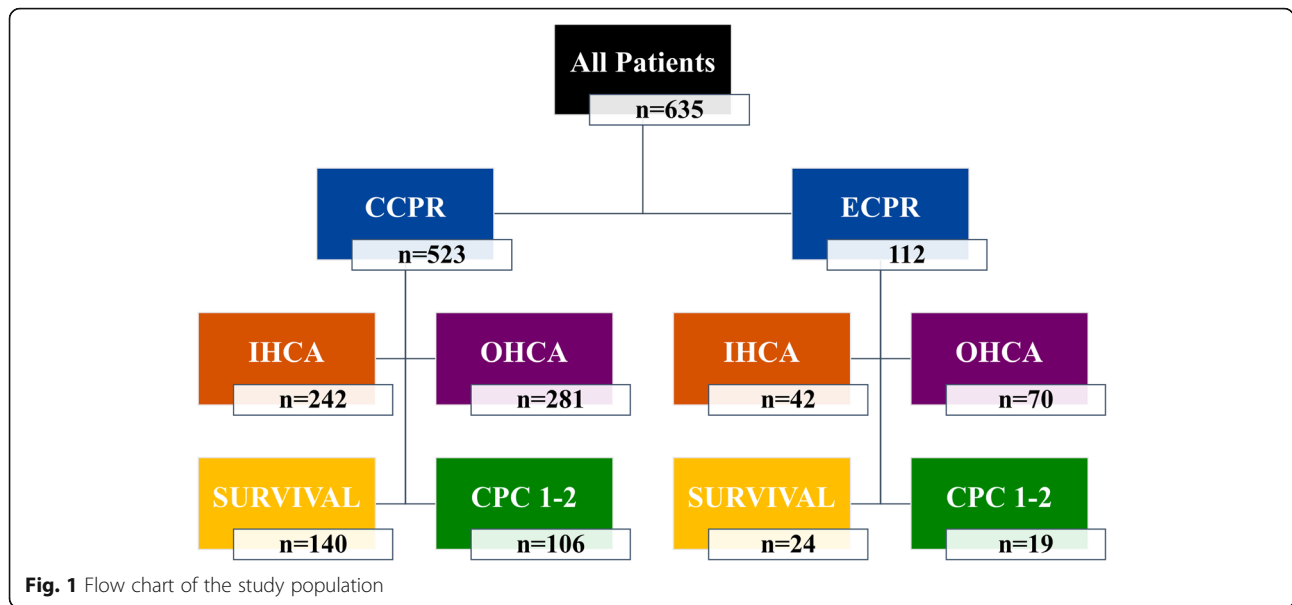 All Patients
n=635
CCPR
n=523
ECPR
112
IHCA
n=242
OHCA
n=281
IHCA
n=42
OHCA
n=70
SURVIVAL
n=140
CPC 1-2
n=106
SURVIVAL
n=24
CPC 1-2
n=19
Fig. 1 Flow chart of the study population